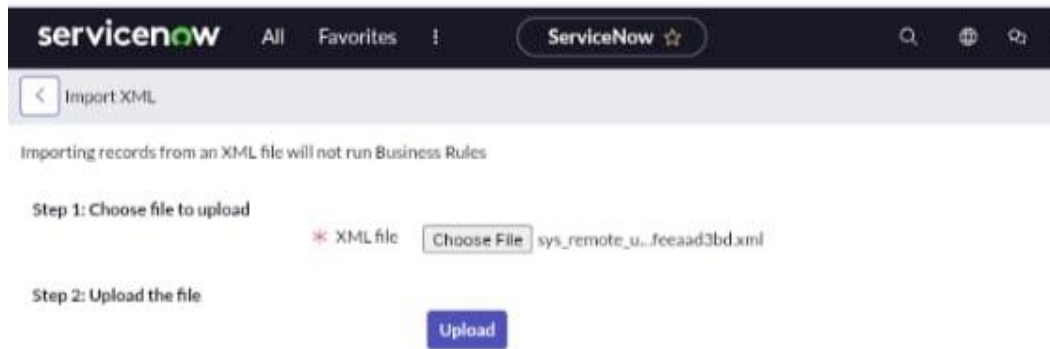 servicenow All Favorites ServiceNow
Import XML
Importing records from an XML file will not run Business Rules
Step 1: Choose file to upload
* XML file Choose File sys_remote_u...feeaad3bd.xml
Step 2: Upload the file
Upload